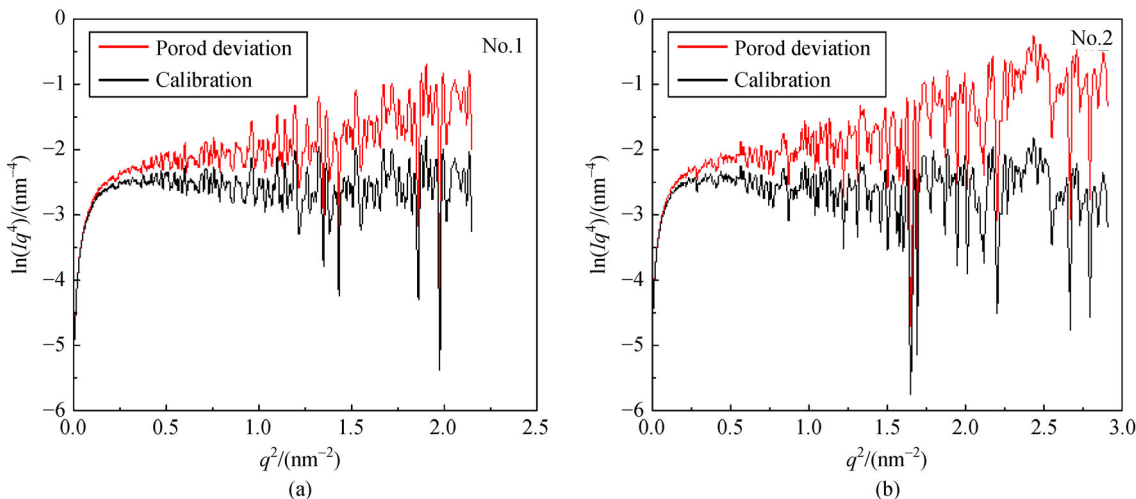 0
−1
−2
−3
−4
−5
−6
ln(Iq⁴)/(nm⁻⁴)
Porod deviation
Calibration
No.1
0.0 0.5 1.0 1.5 2.0 2.5
q²/(nm⁻²)
(a)
0
−1
−2
−3
−4
−5
−6
ln(Iq⁴)/(nm⁻⁴)
Porod deviation
Calibration
No.2
0.0 0.5 1.0 1.5 2.0 2.5 3.0
q²/(nm⁻²)
(b)